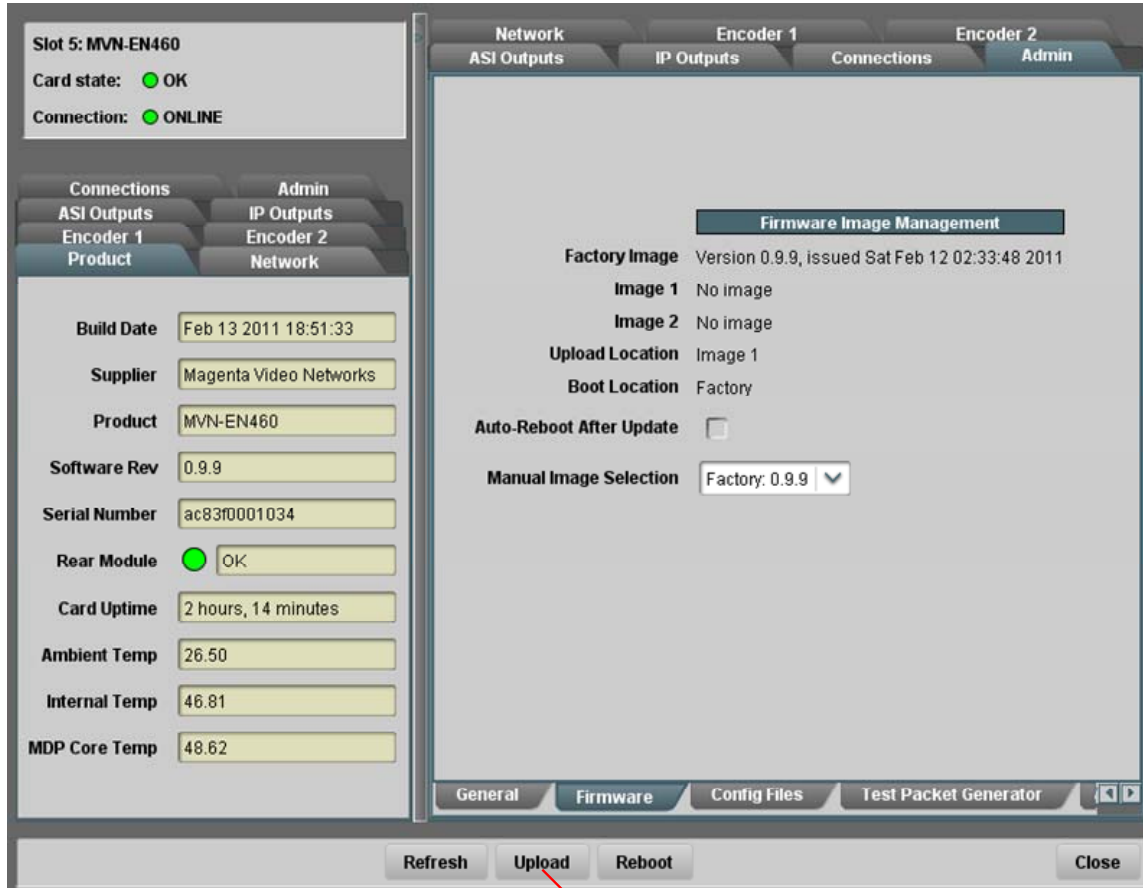 Slot 5: MVN-EN460
Card state: OK
Connection: ONLINE
Connections Admin
ASI Outputs IP Outputs
Encoder 1 Encoder 2
Product Network
Build Date Feb 13 2011 18:51:33
Supplier Magenta Video Networks
Product MVN-EN460
Software Rev 0.9.9
Serial Number ac83f0001034
Rear Module OK
Card Uptime 2 hours, 14 minutes
Ambient Temp 26.50
Internal Temp 46.81
MDP Core Temp 48.62
Network Encoder 1 Encoder 2
ASI Outputs IP Outputs Connections Admin
Firmware Image Management
Factory Image Version 0.9.9, issued Sat Feb 12 02:33:48 2011
Image 1 No image
Image 2 No image
Upload Location Image 1
Boot Location Factory
Auto-Reboot After Update
Manual Image Selection Factory: 0.9.9
General Firmware Config Files Test Packet Generator
Refresh Upload Reboot Close